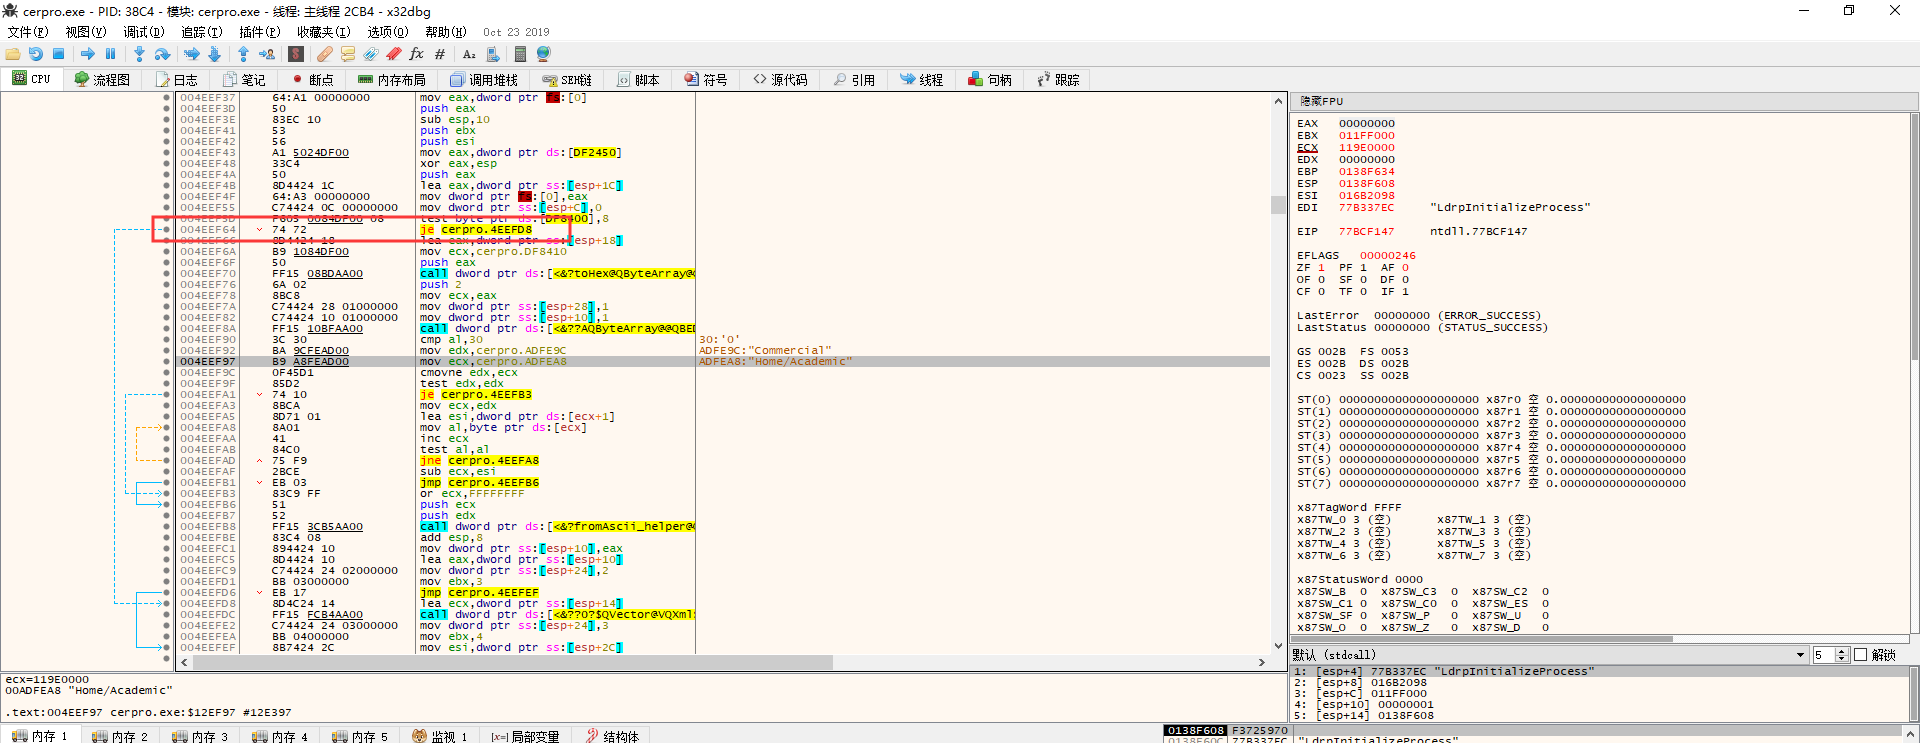 cerpro.exe - PID: 38C4 - 模块: cerpro.exe - 线程: 主线程 2CB4 - x32dbg
文件(F) 视图(V) 调试(D) 追踪(T) 插件(P) 收藏夹(I) 选项(O) 帮助(H) Oct 23 2019
CPU 流程图 日志 笔记 断点 内存布局 调用堆栈 SEH链 脚本 符号 源代码 引用 线程 句柄 跟踪
004EEF37 64:A1 00000000 mov eax,dword ptr fs:[0]
004EEF3D 50 push eax
004EEF3E 83EC 10 sub esp,10
004EEF41 53 push ebx
004EEF42 56 push esi
004EEF43 A1 5024DF00 mov eax,dword ptr ds:[DF2450]
004EEF48 33C4 xor eax,esp
004EEF4A 50 push eax
004EEF4B 8D4424 1C lea eax,dword ptr ss:[esp+1C]
004EEF4F 64:A3 00000000 mov dword ptr fs:[0],eax
004EEF55 C74424 0C 00000000 mov dword ptr ss:[esp+C],0
004EEF5D F605 0084DF00 08 test byte ptr ds:[DF8400],8
004EEF64 74 72 je cerpro.4EEFD8
004EEF66 8D4424 18 lea eax,dword ptr ss:[esp+18]
004EEF6A B9 1084DF00 mov ecx,cerpro.DF8410
004EEF6F 50 push eax
004EEF70 FF15 08BDAA00 call dword ptr ds:[<&?toHex@QByteArray@
004EEF76 6A 02 push 2
004EEF78 8BC8 mov ecx,eax
004EEF7A C74424 28 01000000 mov dword ptr ss:[esp+28],1
004EEF82 C74424 10 01000000 mov dword ptr ss:[esp+10],1
004EEF8A FF15 10BFAA00 call dword ptr ds:[<&??AQByteArray@@QBE
004EEF90 3C 30 cmp al,30 30:'0'
004EEF92 BA 9CFEAD00 mov edx,cerpro.ADFE9C ADFE9C:"Commercial"
004EEF97 B9 A8FEAD00 mov ecx,cerpro.ADFEA8 ADFEA8:"Home/Academic"
004EEF9C 0F45D1 cmovne edx,ecx
004EEF9F 85D2 test edx,edx
004EEFA1 74 10 je cerpro.4EEFB3
004EEFA3 8BCA mov ecx,edx
004EEFA5 8D71 01 lea esi,dword ptr ds:[ecx+1]
004EEFA8 8A01 mov al,byte ptr ds:[ecx]
004EEFAA 41 inc ecx
004EEFAB 84C0 test al,al
004EEFAD 75 F9 jne cerpro.4EEFA8
004EEFAF 2BCE sub ecx,esi
004EEFB1 EB 03 jmp cerpro.4EEFB6
004EEFB3 83C9 FF or ecx,FFFFFFFF
004EEFB6 51 push ecx
004EEFB7 52 push edx
004EEFB8 FF15 3CB5AA00 call dword ptr ds:[<&?fromAscii_helper@
004EEFBE 83C4 08 add esp,8
004EEFC1 894424 10 mov dword ptr ss:[esp+10],eax
004EEFC5 8D4424 10 lea eax,dword ptr ss:[esp+10]
004EEFC9 C74424 24 02000000 mov dword ptr ss:[esp+24],2
004EEFD1 BB 03000000 mov ebx,3
004EEFD6 EB 17 jmp cerpro.4EEFEF
004EEFD8 8D4C24 14 lea ecx,dword ptr ss:[esp+14]
004EEFDC FF15 FCB4AA00 call dword ptr ds:[<&??0?$QVector@VQXml
004EEFE2 C74424 24 03000000 mov dword ptr ss:[esp+24],3
004EEFEA BB 04000000 mov ebx,4
004EEFEF 8B7424 2C mov esi,dword ptr ss:[esp+2C]
隐藏FPU
EAX 00000000
EBX 011FF000
ECX 119E0000
EDX 00000000
EBP 0138F634
ESP 0138F608
ESI 016B2098
EDI 77B337EC "LdrpInitializeProcess"
EIP 77BCF147 ntdll.77BCF147
EFLAGS 00000246
ZF 1 PF 1 AF 0
OF 0 SF 0 DF 0
CF 0 TF 0 IF 1
LastError 00000000 (ERROR_SUCCESS)
LastStatus 00000000 (STATUS_SUCCESS)
GS 002B FS 0053
ES 002B DS 002B
CS 0023 SS 002B
ST(0) 00000000000000000000 x87r0 空 0.000000000000000000
ST(1) 00000000000000000000 x87r1 空 0.000000000000000000
ST(2) 00000000000000000000 x87r2 空 0.000000000000000000
ST(3) 00000000000000000000 x87r3 空 0.000000000000000000
ST(4) 00000000000000000000 x87r4 空 0.000000000000000000
ST(5) 00000000000000000000 x87r5 空 0.000000000000000000
ST(6) 00000000000000000000 x87r6 空 0.000000000000000000
ST(7) 00000000000000000000 x87r7 空 0.000000000000000000
x87TagWord FFFF
x87TW_0 3 (空) x87TW_1 3 (空)
x87TW_2 3 (空) x87TW_3 3 (空)
x87TW_4 3 (空) x87TW_5 3 (空)
x87TW_6 3 (空) x87TW_7 3 (空)
x87StatusWord 0000
x87SW_B 0 x87SW_C3 0 x87SW_C2 0
x87SW_C1 0 x87SW_C0 0 x87SW_ES 0
x87SW_SF 0 x87SW_P 0 x87SW_U 0
x87SW_O 0 x87SW_Z 0 x87SW_D 0
默认 (stdcall) 5 解锁
1: [esp+4] 77B337EC "LdrpInitializeProcess"
2: [esp+8] 016B2098
3: [esp+C] 011FF000
4: [esp+10] 00000001
5: [esp+14] 0138F608
ecx=119E0000
00ADFEA8 "Home/Academic"
.text:004EEF97 cerpro.exe:$12EF97 #12E397
内存 1 内存 2 内存 3 内存 4 内存 5 监视 1 局部变量 结构体
0138F608 F3725970
0138F60C 77B337EC "LdrpInitializeProcess"